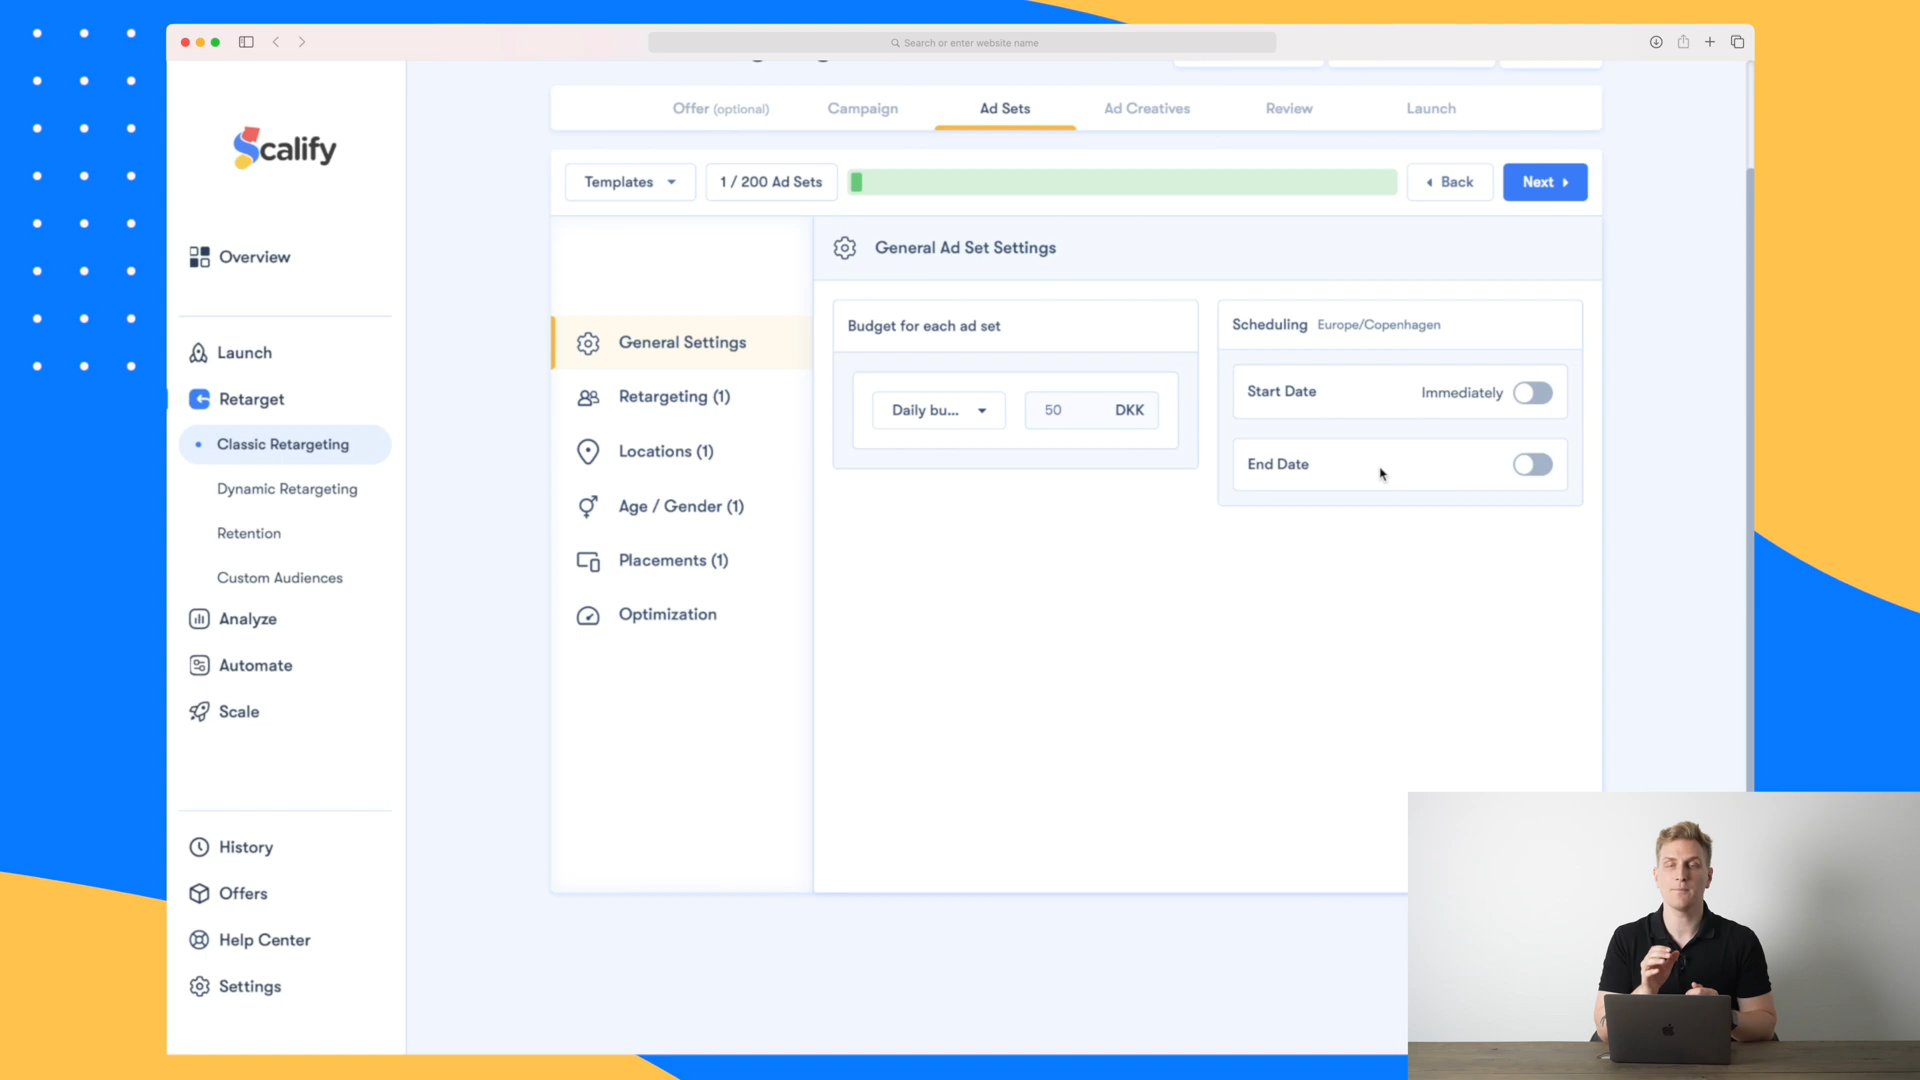 Search or enter website name
Scalify
Overview
Launch
Retarget
Classic Retargeting
Dynamic Retargeting
Retention
Custom Audiences
Analyze
Automate
Scale
History
Offers
Help Center
Settings
Offer (optional)
Campaign
Ad Sets
Ad Creatives
Review
Launch
Templates
1 / 200 Ad Sets
Back
Next
General Settings
Retargeting (1)
Locations (1)
Age / Gender (1)
Placements (1)
Optimization
General Ad Set Settings
Budget for each ad set
Daily bu...
50
DKK
Scheduling Europe/Copenhagen
Start Date
Immediately
End Date